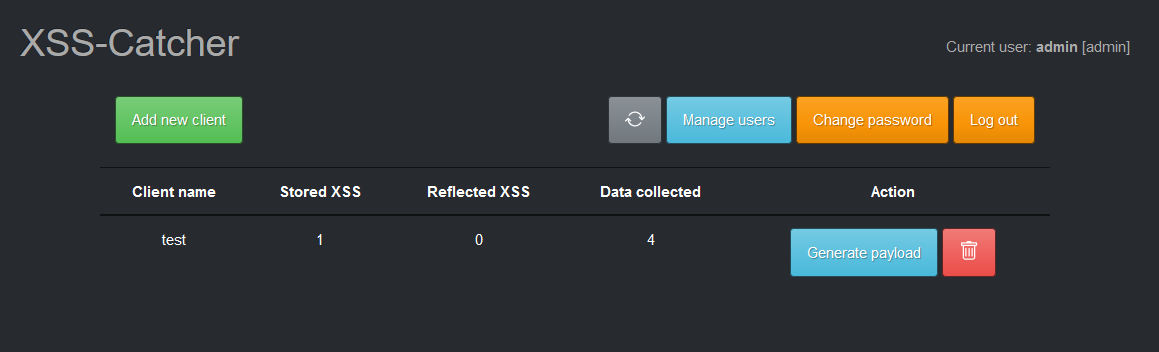 XSS-Catcher
Current user: admin [admin]
Add new client Manage users Change password Log out
Client name Stored XSS Reflected XSS Data collected Action
test 1 0 4 Generate payload